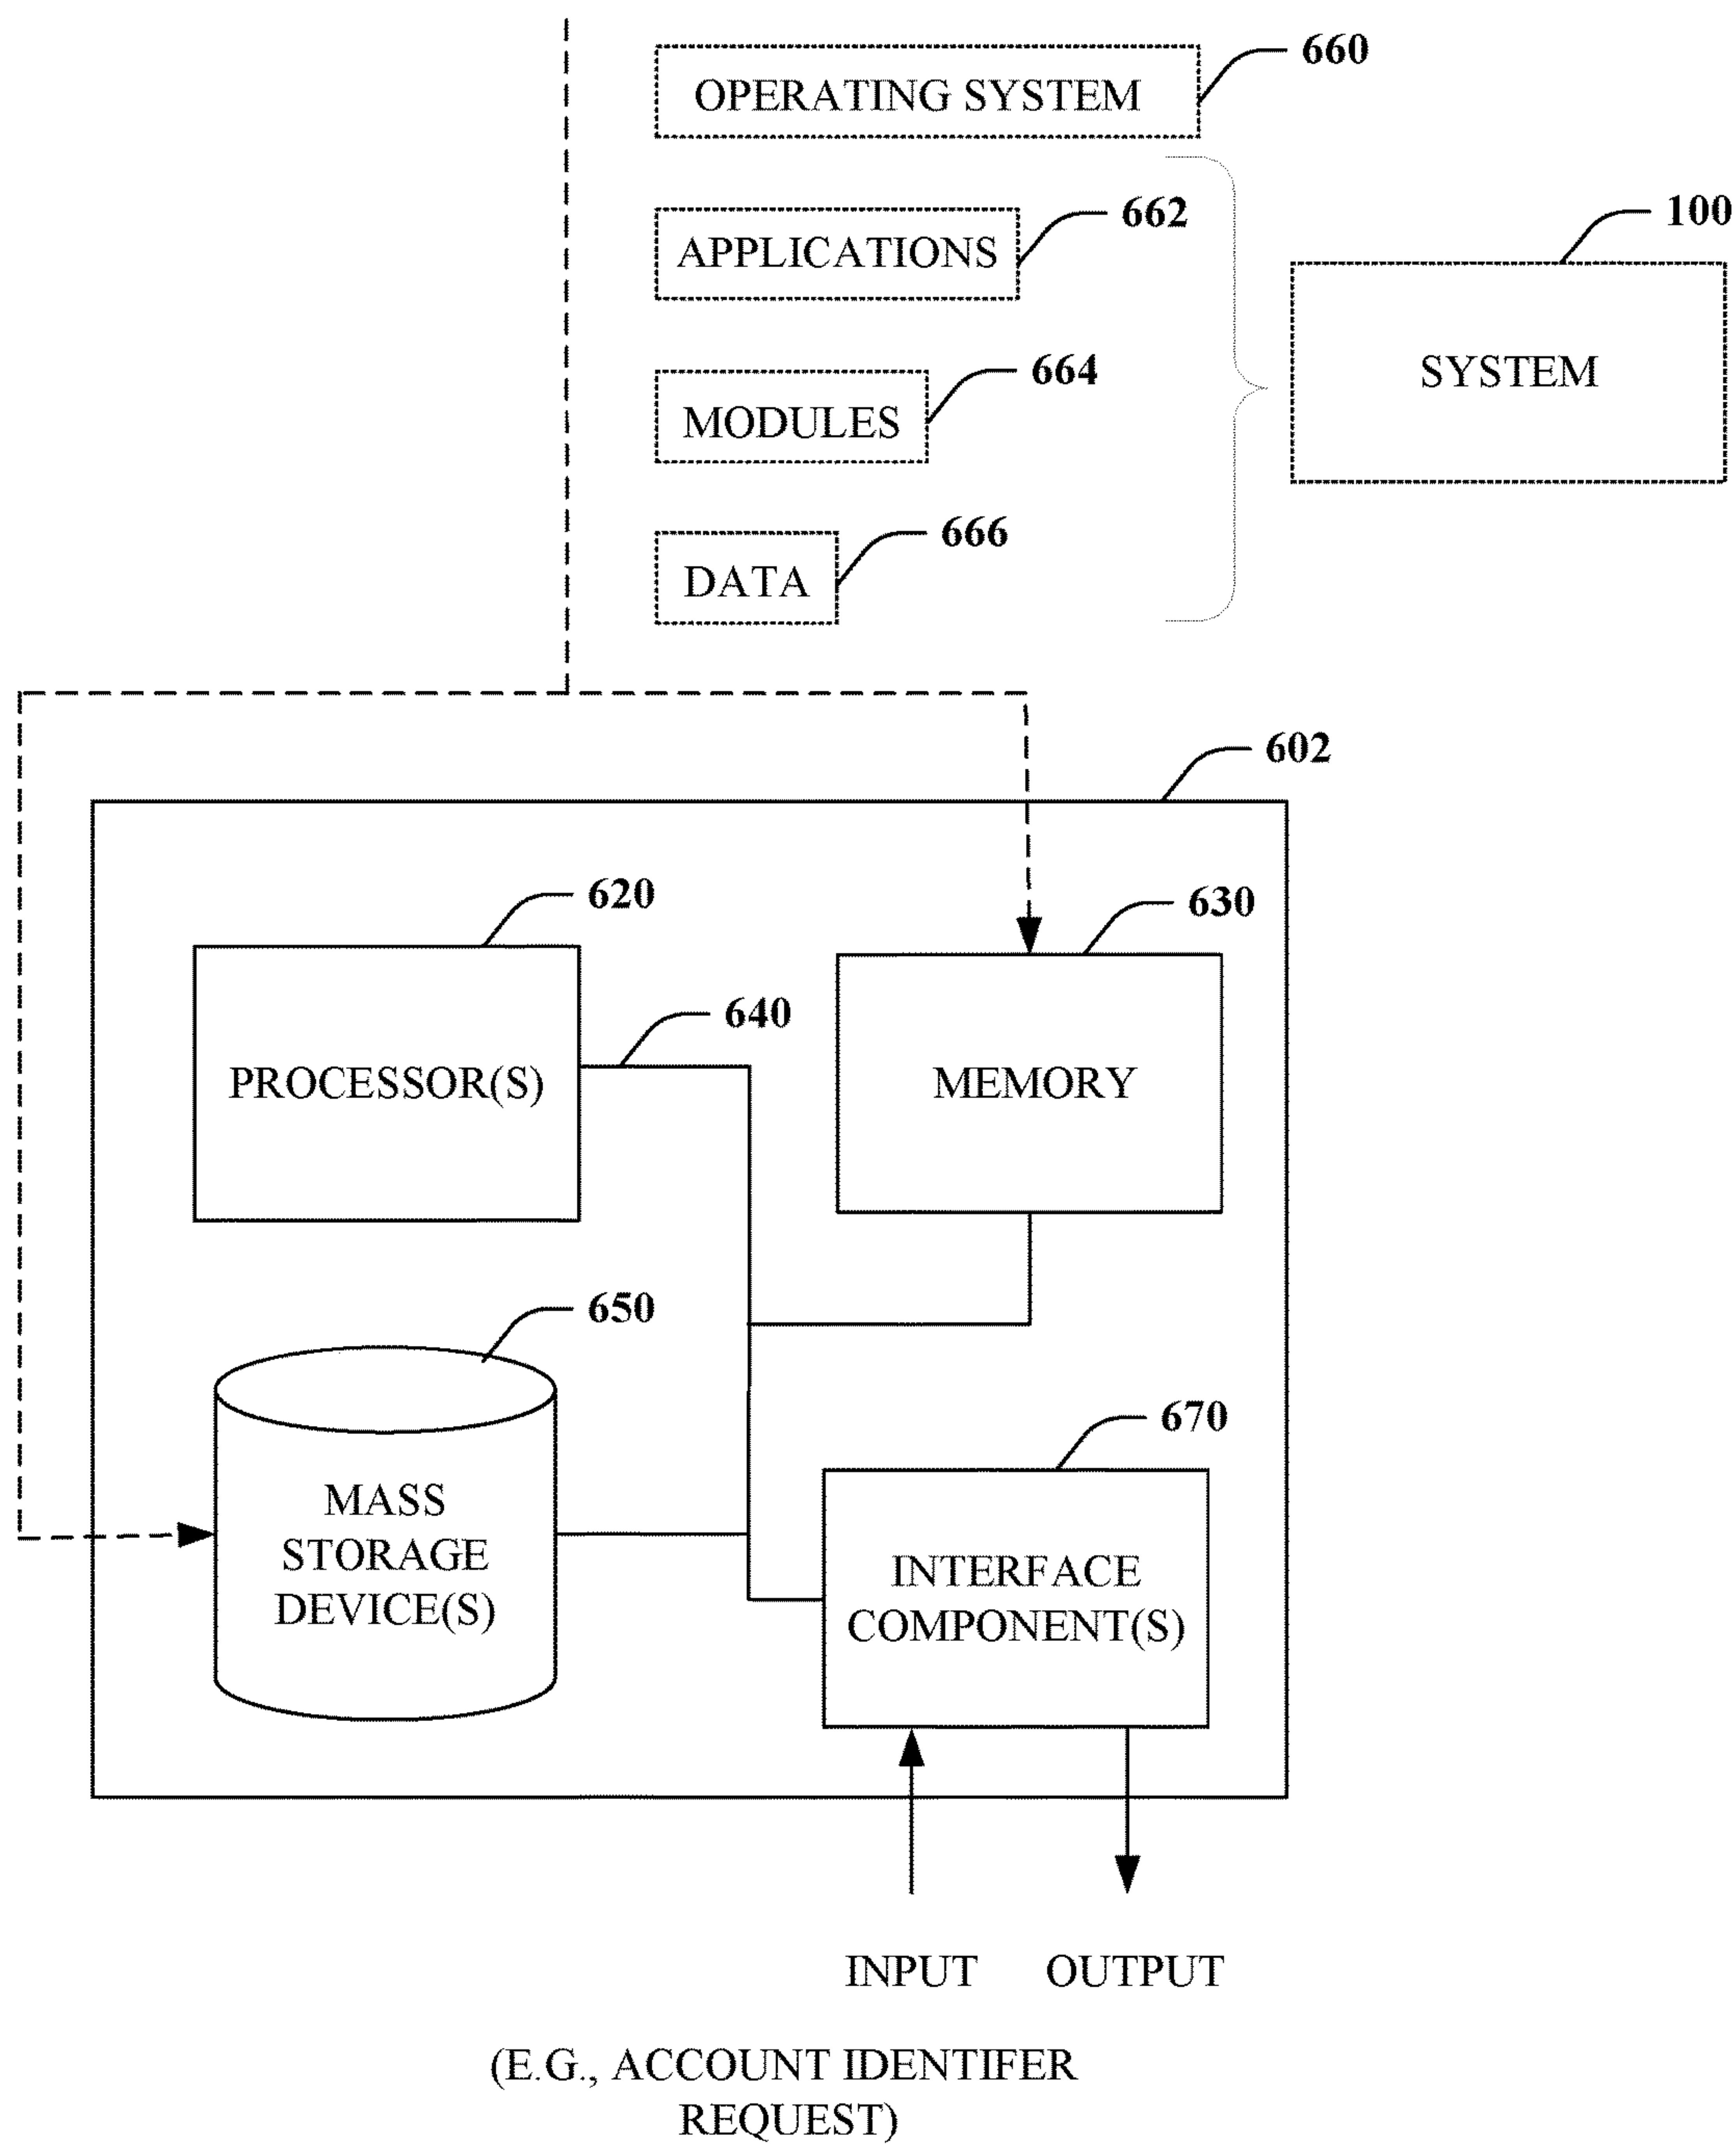 660
OPERATING SYSTEM
662
100
APPLICATIONS
SYSTEM
664
MODULES
666
DATA
602
620
630
640
PROCESSOR(S)
MEMORY
650
670
MASS
STORAGE
DEVICE(S)
INTERFACE
COMPONENT(S)
INPUT
OUTPUT
(E.G., ACCOUNT IDENTIFER
REQUEST)